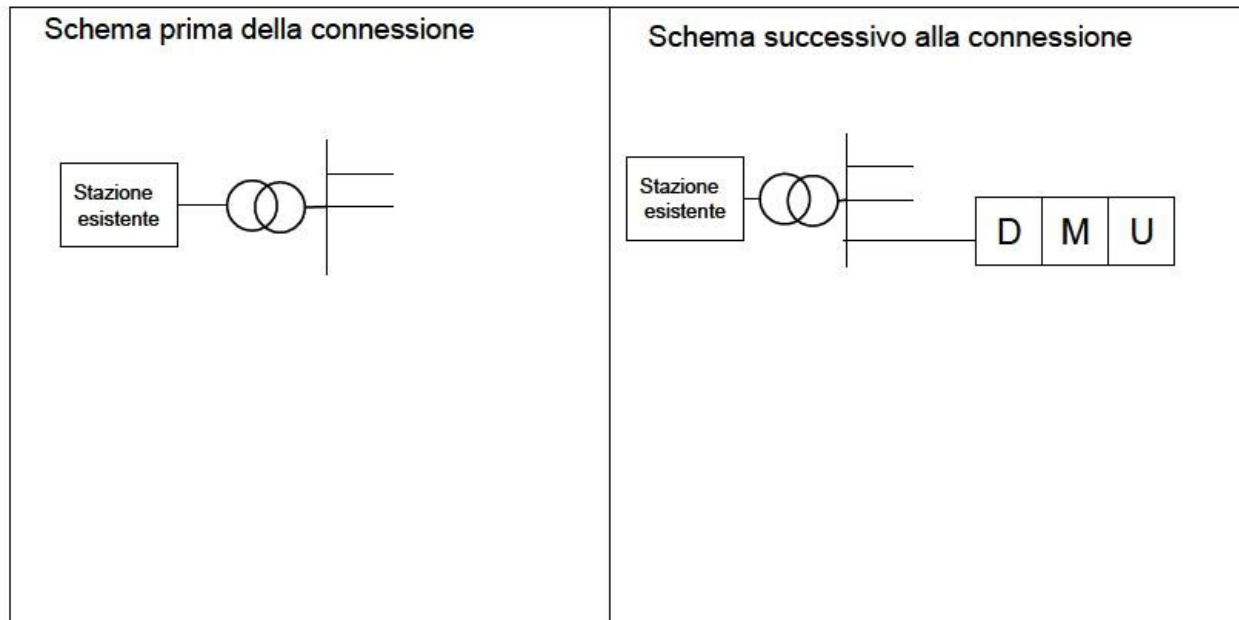 Schema prima della connessione
Stazione
esistente
Schema successivo alla connessione
Stazione
esistente
D M U